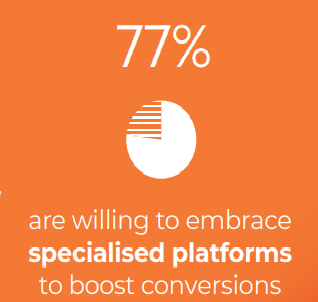 77%
are willing to embrace
specialised platforms
to boost conversions